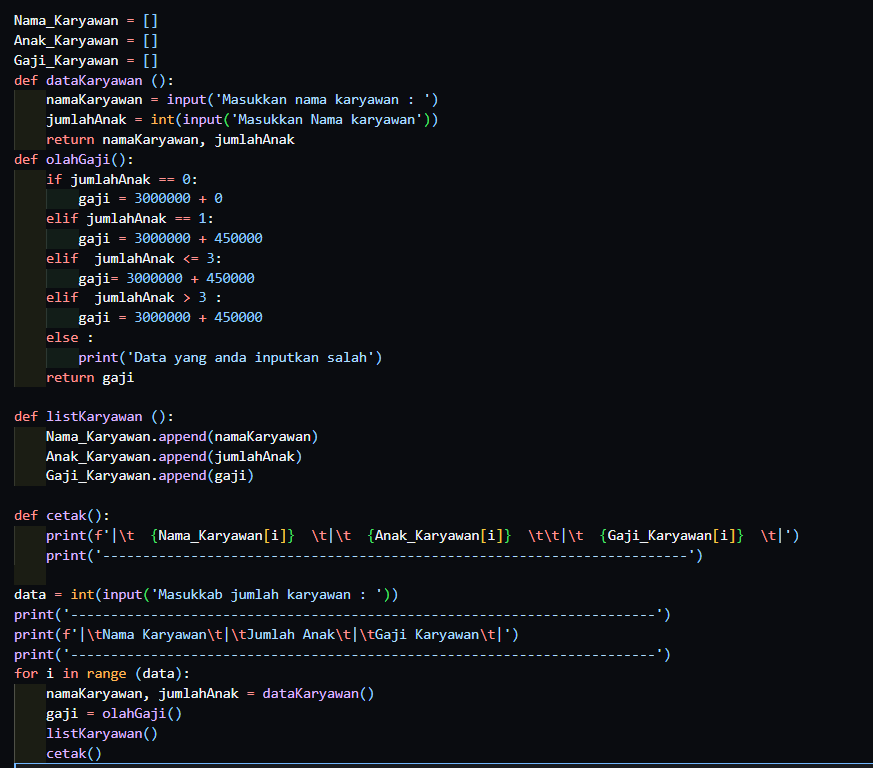 Nama_Karyawan = []
Anak_Karyawan = []
Gaji_Karyawan = []
def dataKaryawan ():
    namaKaryawan = input('Masukkan nama karyawan : ')
    jumlahAnak = int(input('Masukkan Nama karyawan'))
    return namaKaryawan, jumlahAnak
def olahGaji():
    if jumlahAnak == 0:
        gaji = 3000000 + 0
    elif jumlahAnak == 1:
        gaji = 3000000 + 450000
    elif  jumlahAnak <= 3:
        gaji= 3000000 + 450000
    elif  jumlahAnak > 3 :
        gaji = 3000000 + 450000
    else :
        print('Data yang anda inputkan salah')
    return gaji

def listKaryawan ():
    Nama_Karyawan.append(namaKaryawan)
    Anak_Karyawan.append(jumlahAnak)
    Gaji_Karyawan.append(gaji)

def cetak():
    print(f'|\t  {Nama_Karyawan[i]}  \t|\t  {Anak_Karyawan[i]}  \t\t|\t  {Gaji_Karyawan[i]}  \t|')
    print('-------------------------------------------------------------------------')

data = int(input('Masukkab jumlah karyawan : '))
print('-------------------------------------------------------------------------')
print(f'|\tNama Karyawan\t|\tJumlah Anak\t|\tGaji Karyawan\t|')
print('-------------------------------------------------------------------------')
for i in range (data):
    namaKaryawan, jumlahAnak = dataKaryawan()
    gaji = olahGaji()
    listKaryawan()
    cetak()